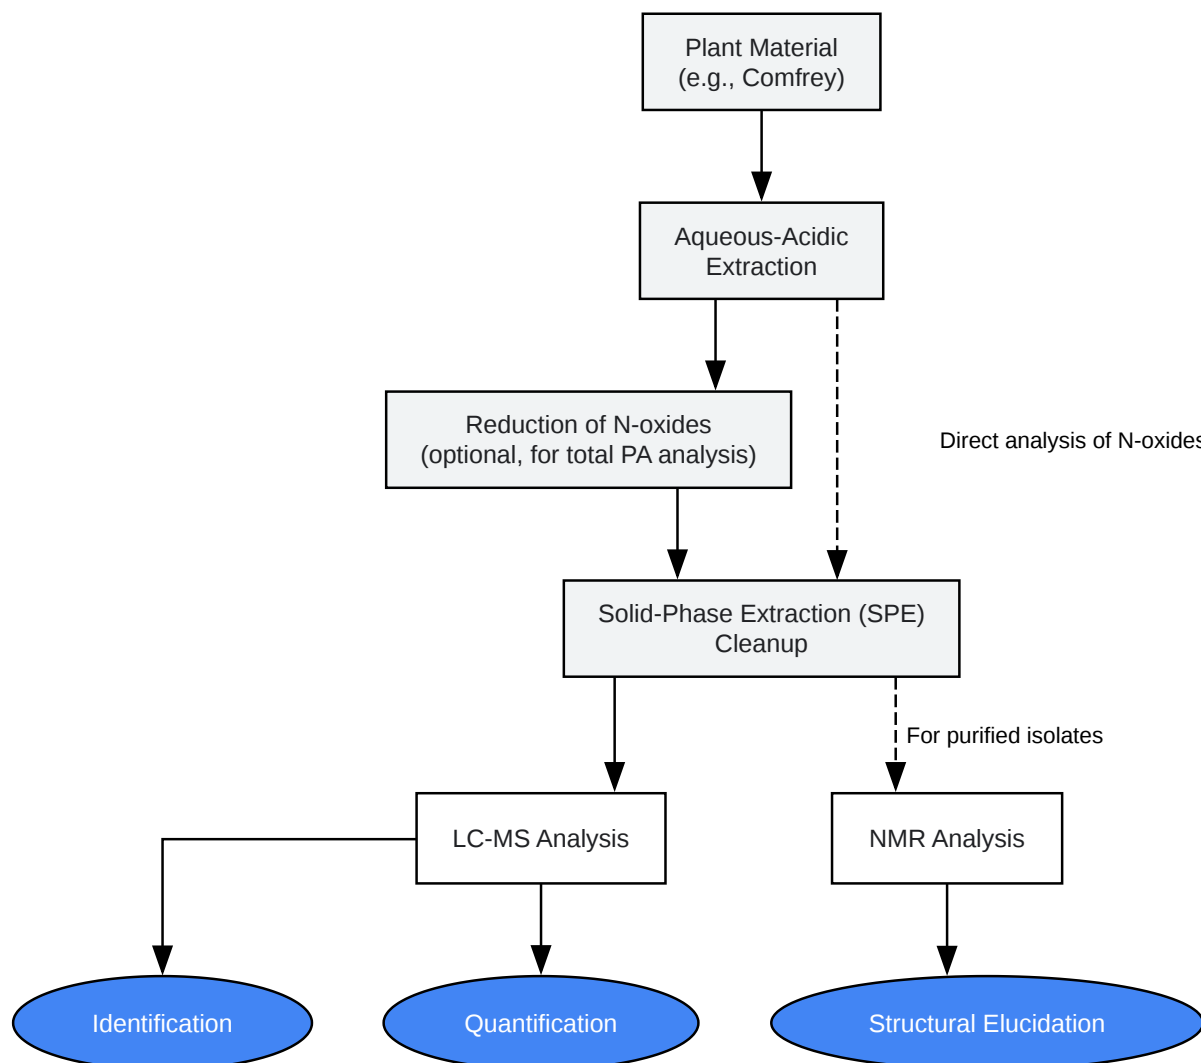 Plant Material
(e.g., Comfrey)
Aqueous-Acidic
Extraction
Reduction of N-oxides
(optional, for total PA analysis)
Direct analysis of N-oxides
Solid-Phase Extraction (SPE)
Cleanup
For purified isolates
LC-MS Analysis
NMR Analysis
Identification
Quantification
Structural Elucidation